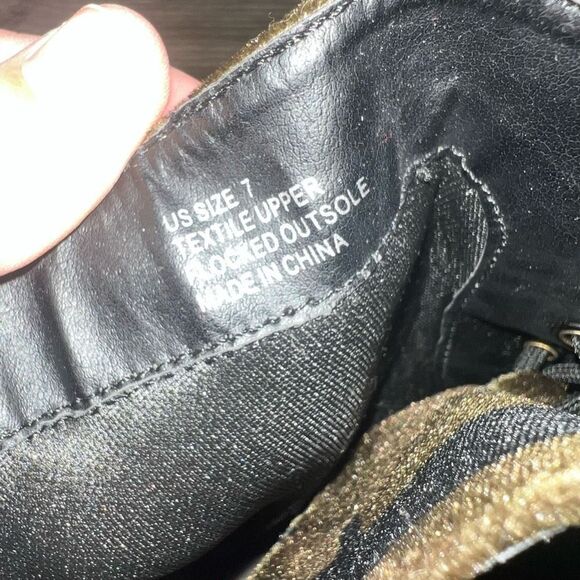 US SIZE 7
TEXTILE UPPER
FLOCKED OUTSOLE
MADE IN CHINA